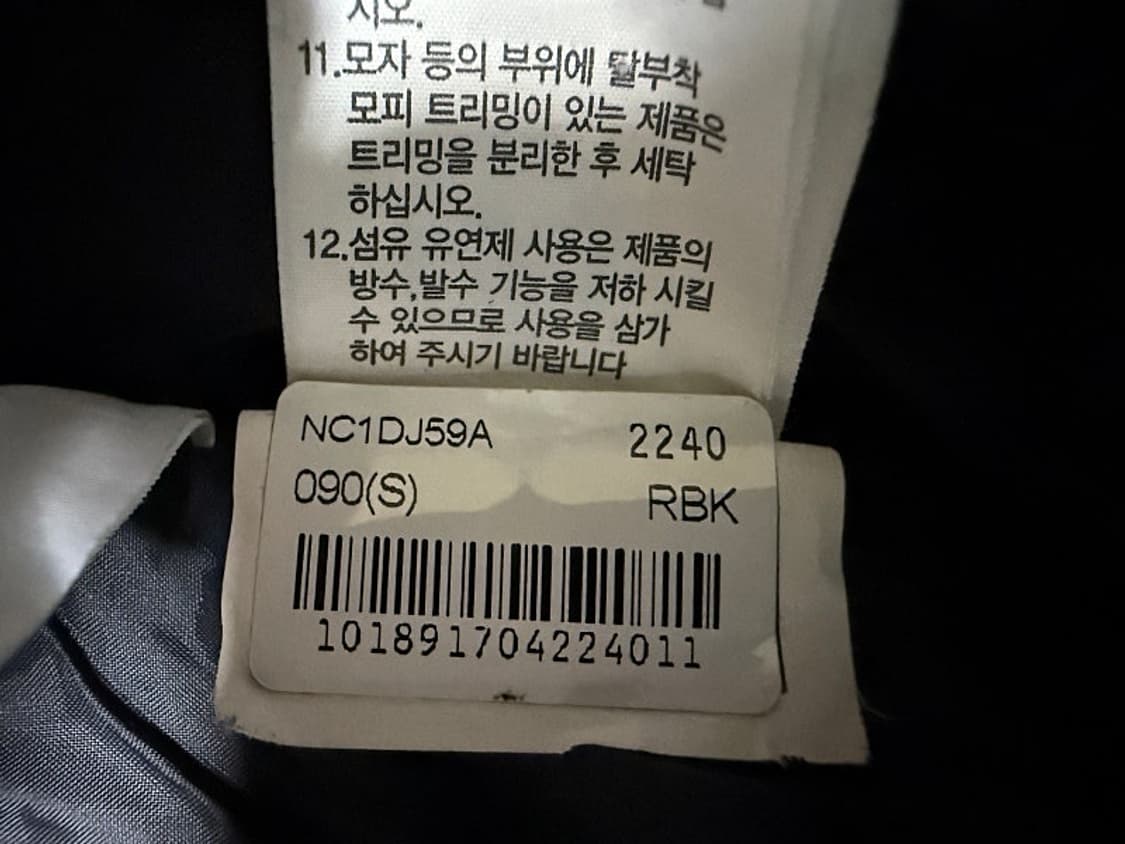 시오.
11.모자 등의 부위에 탈부착
모피 트리밍이 있는 제품은
트리밍을 분리한 후 세탁
하십시오.
12.섬유 유연제 사용은 제품의
방수,발수 기능을 저하 시킬
수 있으므로 사용을 삼가
하여 주시기 바랍니다
NC1DJ59A 2240
090(S) RBK
101891704224011